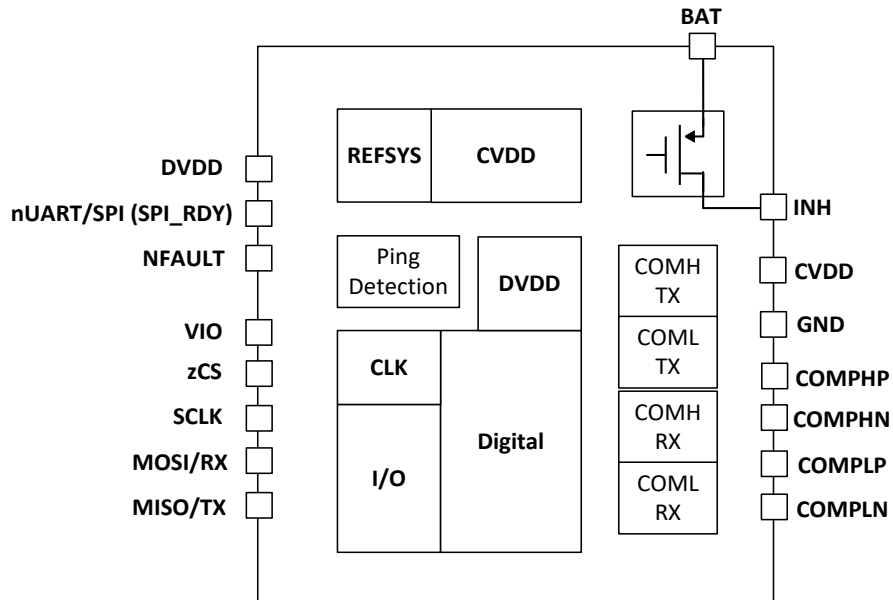 BAT
DVDD
nUART/SPI (SPI_RDY)
NFAULT
VIO
zCS
SCLK
MOSI/RX
MISO/TX
REFSYS
CVDD
Ping
Detection
DVDD
CLK
Digital
I/O
COMH
TX
COML
TX
COMH
RX
COML
RX
INH
CVDD
GND
COMPHP
COMPHN
COMPLP
COMPLN